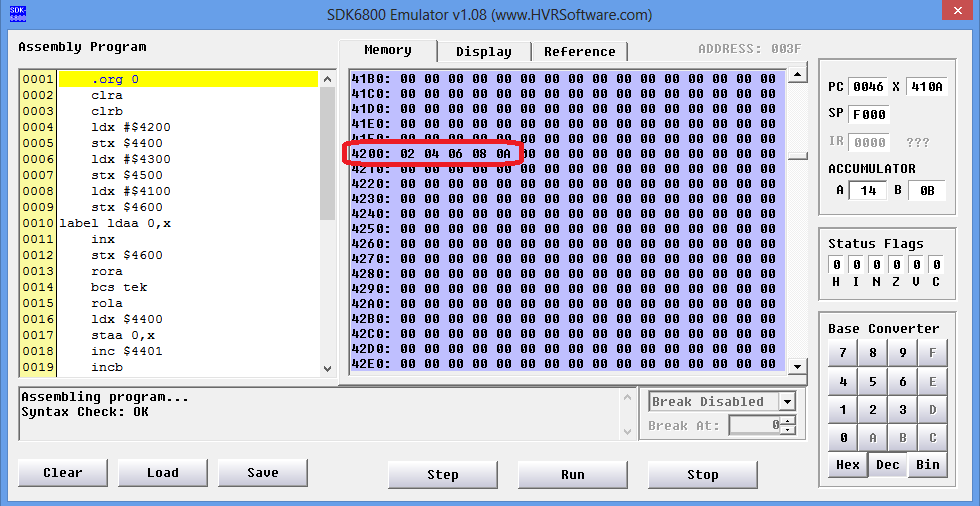 SDK-6800
SDK6800 Emulator v1.08 (www.HVRSoftware.com)
Assembly Program
0001 .org 0
0002 clra
0003 clrb
0004 ldx #$4200
0005 stx $4400
0006 ldx #$4300
0007 stx $4500
0008 ldx #$4100
0009 stx $4600
0010 label ldaa 0,x
0011 inx
0012 stx $4600
0013 rora
0014 bcs tek
0015 rola
0016 ldx $4400
0017 staa 0,x
0018 inc $4401
0019 incb
Memory Display Reference ADDRESS: 003F
41B0: 00 00 00 00 00 00 00 00 00 00 00 00 00 00 00 00
41C0: 00 00 00 00 00 00 00 00 00 00 00 00 00 00 00 00
41D0: 00 00 00 00 00 00 00 00 00 00 00 00 00 00 00 00
41E0: 00 00 00 00 00 00 00 00 00 00 00 00 00 00 00 00
41F0: 00 00 00 00 00 00 00 00 00 00 00 00 00 00 00 00
4200: 02 04 06 08 0A 00 00 00 00 00 00 00 00 00 00 00
4210: 00 00 00 00 00 00 00 00 00 00 00 00 00 00 00 00
4220: 00 00 00 00 00 00 00 00 00 00 00 00 00 00 00 00
4230: 00 00 00 00 00 00 00 00 00 00 00 00 00 00 00 00
4240: 00 00 00 00 00 00 00 00 00 00 00 00 00 00 00 00
4250: 00 00 00 00 00 00 00 00 00 00 00 00 00 00 00 00
4260: 00 00 00 00 00 00 00 00 00 00 00 00 00 00 00 00
4270: 00 00 00 00 00 00 00 00 00 00 00 00 00 00 00 00
4280: 00 00 00 00 00 00 00 00 00 00 00 00 00 00 00 00
4290: 00 00 00 00 00 00 00 00 00 00 00 00 00 00 00 00
42A0: 00 00 00 00 00 00 00 00 00 00 00 00 00 00 00 00
42B0: 00 00 00 00 00 00 00 00 00 00 00 00 00 00 00 00
42C0: 00 00 00 00 00 00 00 00 00 00 00 00 00 00 00 00
42D0: 00 00 00 00 00 00 00 00 00 00 00 00 00 00 00 00
42E0: 00 00 00 00 00 00 00 00 00 00 00 00 00 00 00 00
PC 0046 X 410A
SP F000
IR 0000 ???
ACCUMULATOR
A 14 B 0B
Status Flags
0 0 0 0 0 0
H I N Z V C
Base Converter
7 8 9 F
4 5 6 E
1 2 3 D
0 A B C
Hex Dec Bin
Assembling program...
Syntax Check: OK
Break Disabled
Break At: 0
Clear Load Save Step Run Stop